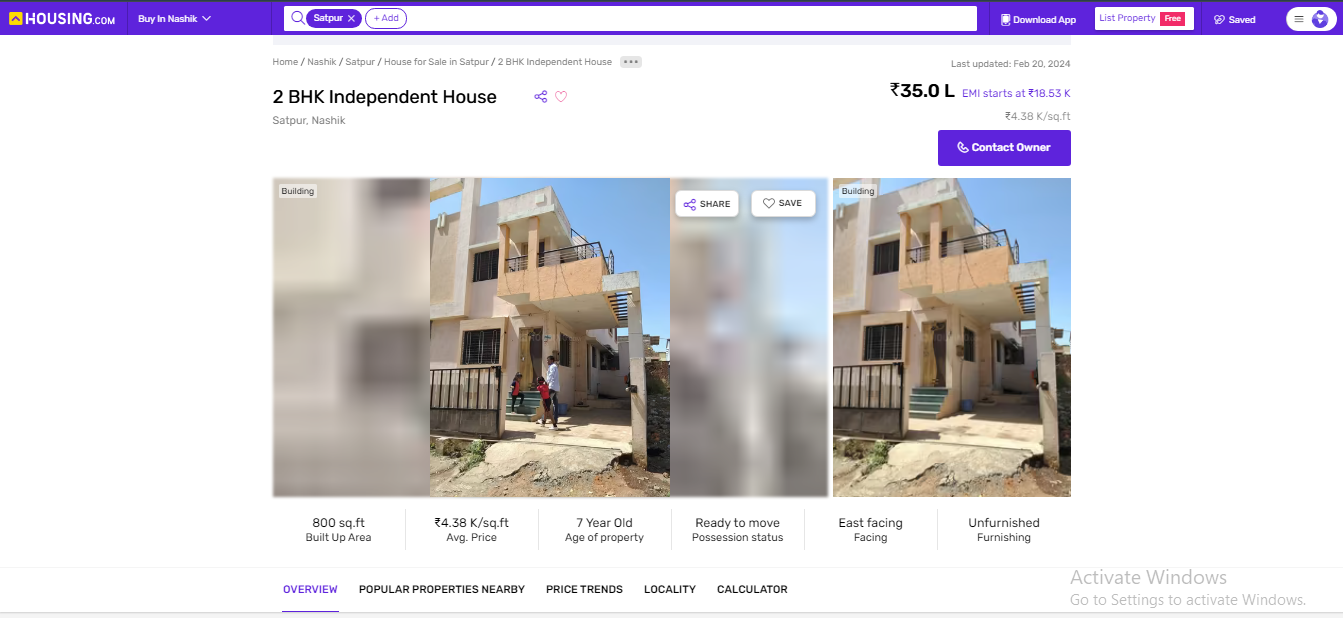 HOUSING.COM
Buy In Nashik
Satpur
+ Add
Download App
List Property Free
Saved
Home / Nashik / Satpur / House for Sale in Satpur / 2 BHK Independent House
Last updated: Feb 20, 2024
2 BHK Independent House
₹35.0 L EMI starts at ₹18.53 K
Satpur, Nashik
₹4.38 K/sq.ft
Contact Owner
Building
SHARE
SAVE
Building
800 sq.ft
Built Up Area
₹4.38 K/sq.ft
Avg. Price
7 Year Old
Age of property
Ready to move
Possession status
East facing
Facing
Unfurnished
Furnishing
OVERVIEW
POPULAR PROPERTIES NEARBY
PRICE TRENDS
LOCALITY
CALCULATOR
Activate Windows
Go to Settings to activate Windows.